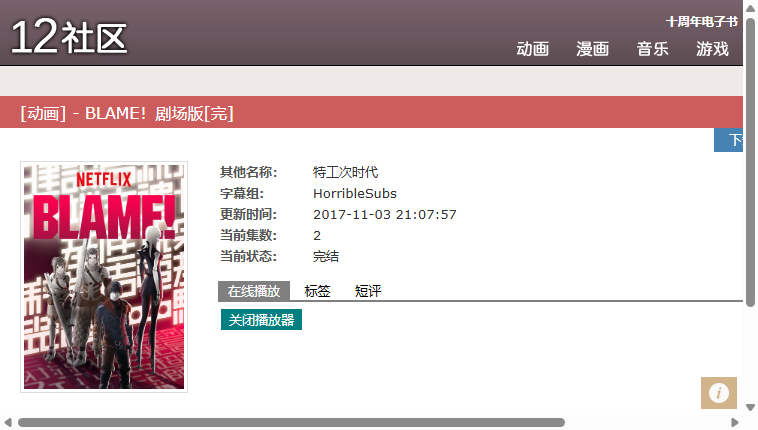 12社区
十周年电子书
动画 漫画 音乐 游戏
[动画] - BLAME! 剧场版[完]
NETFLIX
BLAME!
其他名称: 特工次时代
字幕组: HorribleSubs
更新时间: 2017-11-03 21:07:57
当前集数: 2
当前状态: 完结
在线播放 标签 短评
关闭播放器
i